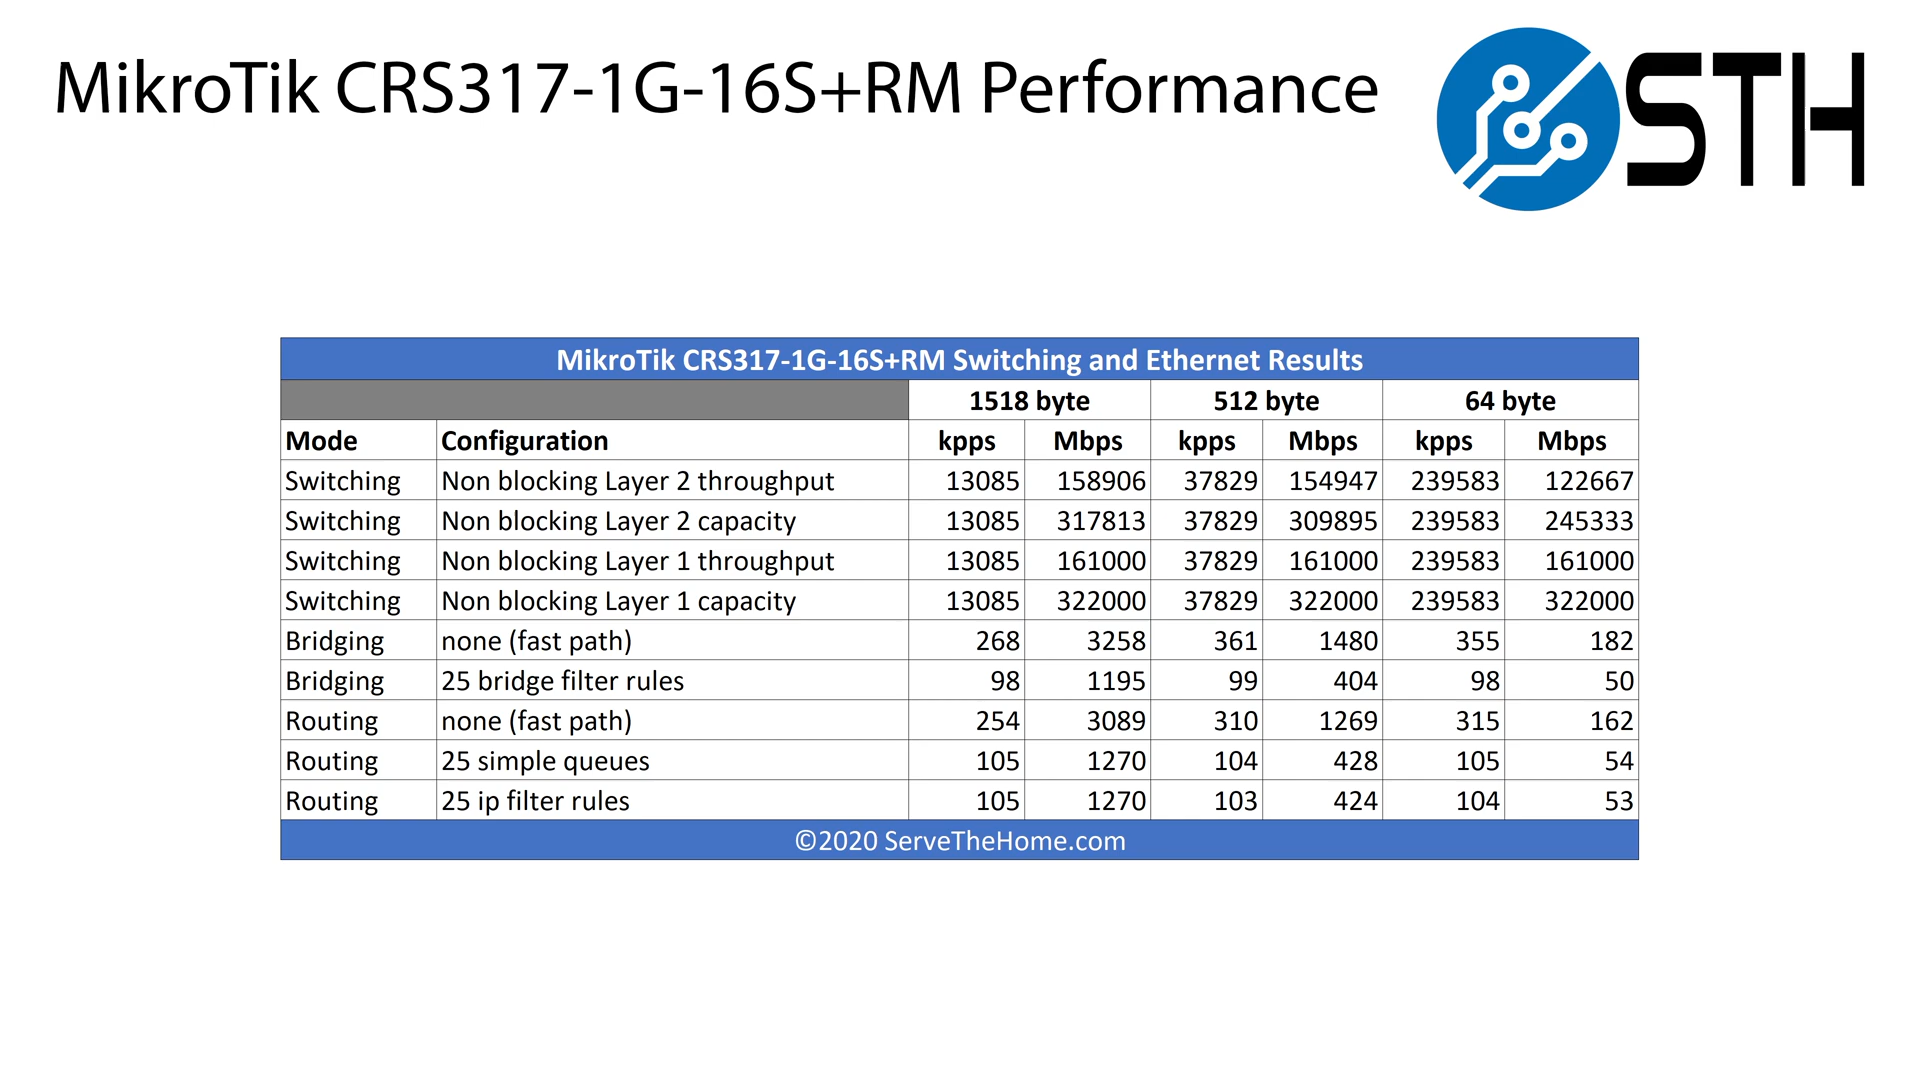 MikroTik CRS317-1G-16S+RM Performance
STH
MikroTik CRS317-1G-16S+RM Switching and Ethernet Results
1518 byte 512 byte 64 byte
Mode Configuration kpps Mbps kpps Mbps kpps Mbps
Switching Non blocking Layer 2 throughput 13085 158906 37829 154947 239583 122667
Switching Non blocking Layer 2 capacity 13085 317813 37829 309895 239583 245333
Switching Non blocking Layer 1 throughput 13085 161000 37829 161000 239583 161000
Switching Non blocking Layer 1 capacity 13085 322000 37829 322000 239583 322000
Bridging none (fast path) 268 3258 361 1480 355 182
Bridging 25 bridge filter rules 98 1195 99 404 98 50
Routing none (fast path) 254 3089 310 1269 315 162
Routing 25 simple queues 105 1270 104 428 105 54
Routing 25 ip filter rules 105 1270 103 424 104 53
©2020 ServeTheHome.com